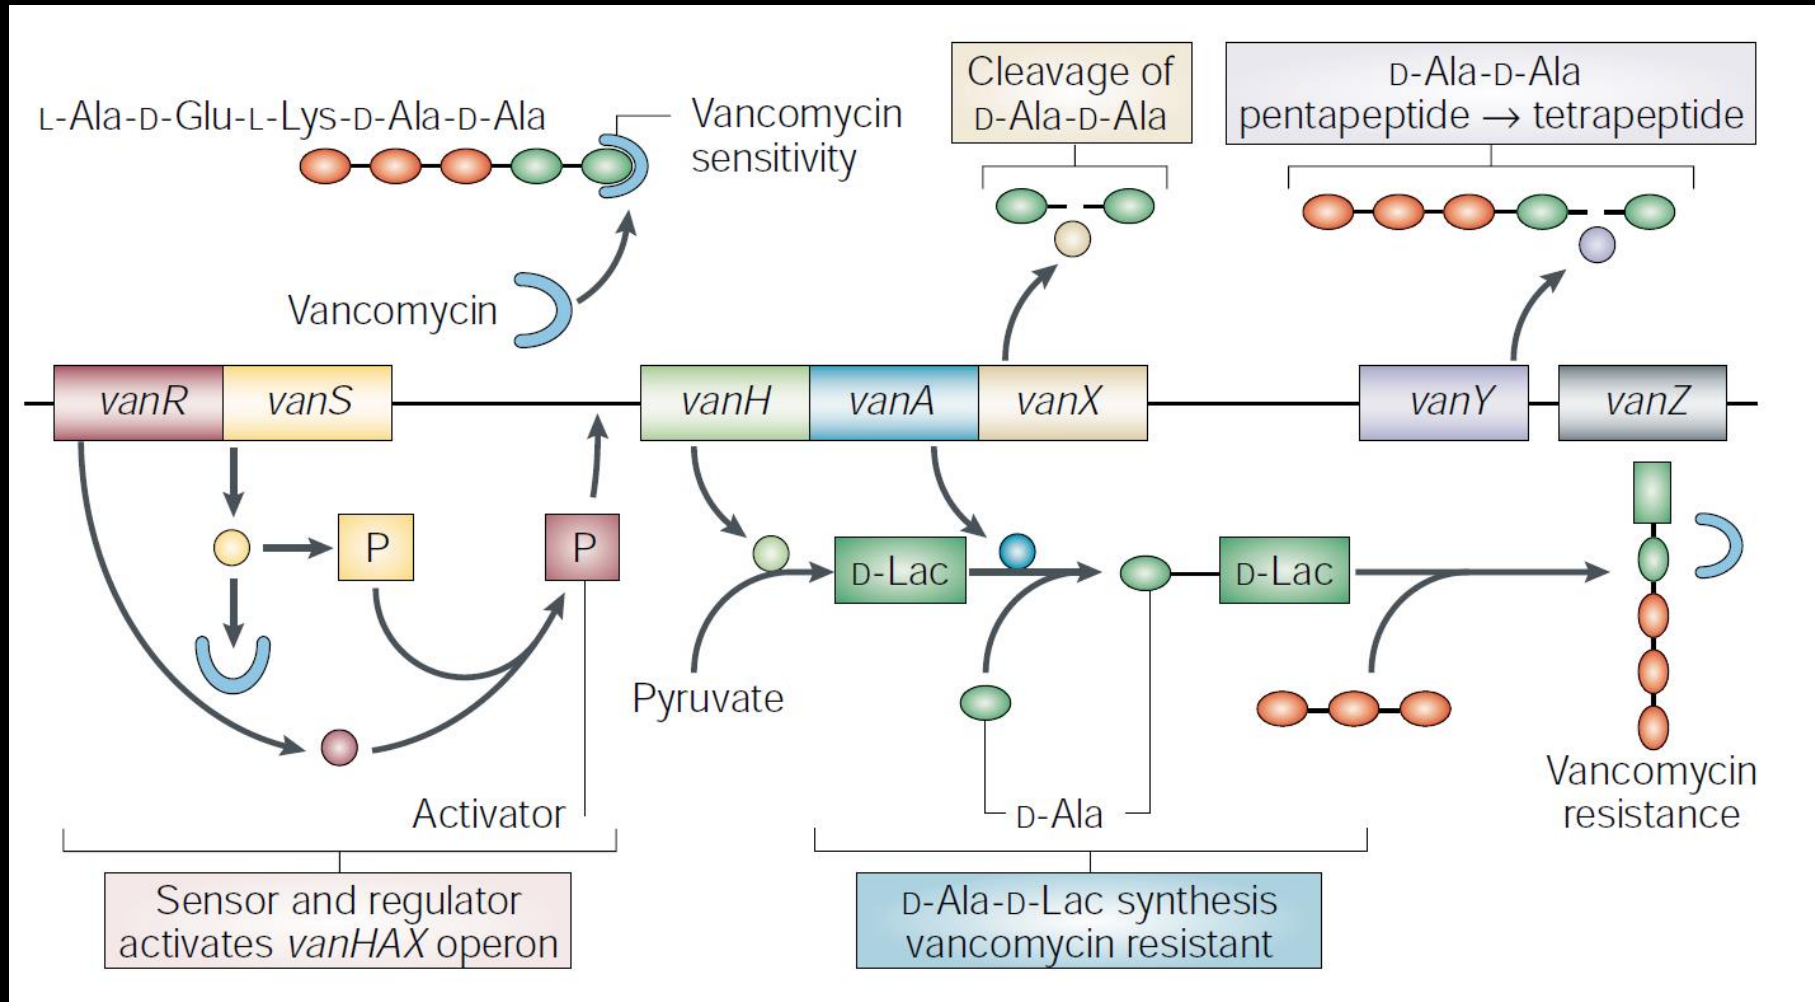 L-Ala-D-Glu-L-Lys-D-Ala-D-Ala
Vancomycin
sensitivity
Cleavage of
D-Ala-D-Ala
D-Ala-D-Ala
pentapeptide → tetrapeptide
Vancomycin
vanR
vanS
vanH
vanA
vanX
vanY
vanZ
P
P
D-Lac
D-Lac
Pyruvate
Activator
D-Ala
Vancomycin
resistance
Sensor and regulator
activates vanHAX operon
D-Ala-D-Lac synthesis
vancomycin resistant